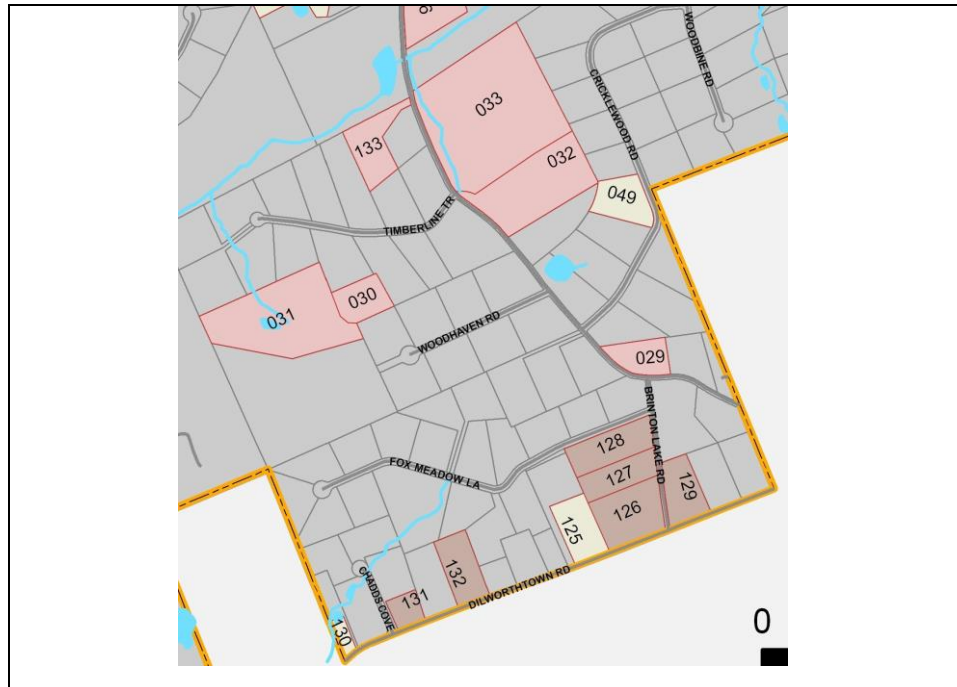 WOODBINE RD
033
CRICKLEWOOD RD
133
032
049
TIMBERLINE TR
030
031
WOODHAVEN RD
029
BRINTON LAKE RD
128
FOX MEADOW LA
127
129
126
125
132
DILWORTHTOWN RD
CHADDS COVE
131
130
0